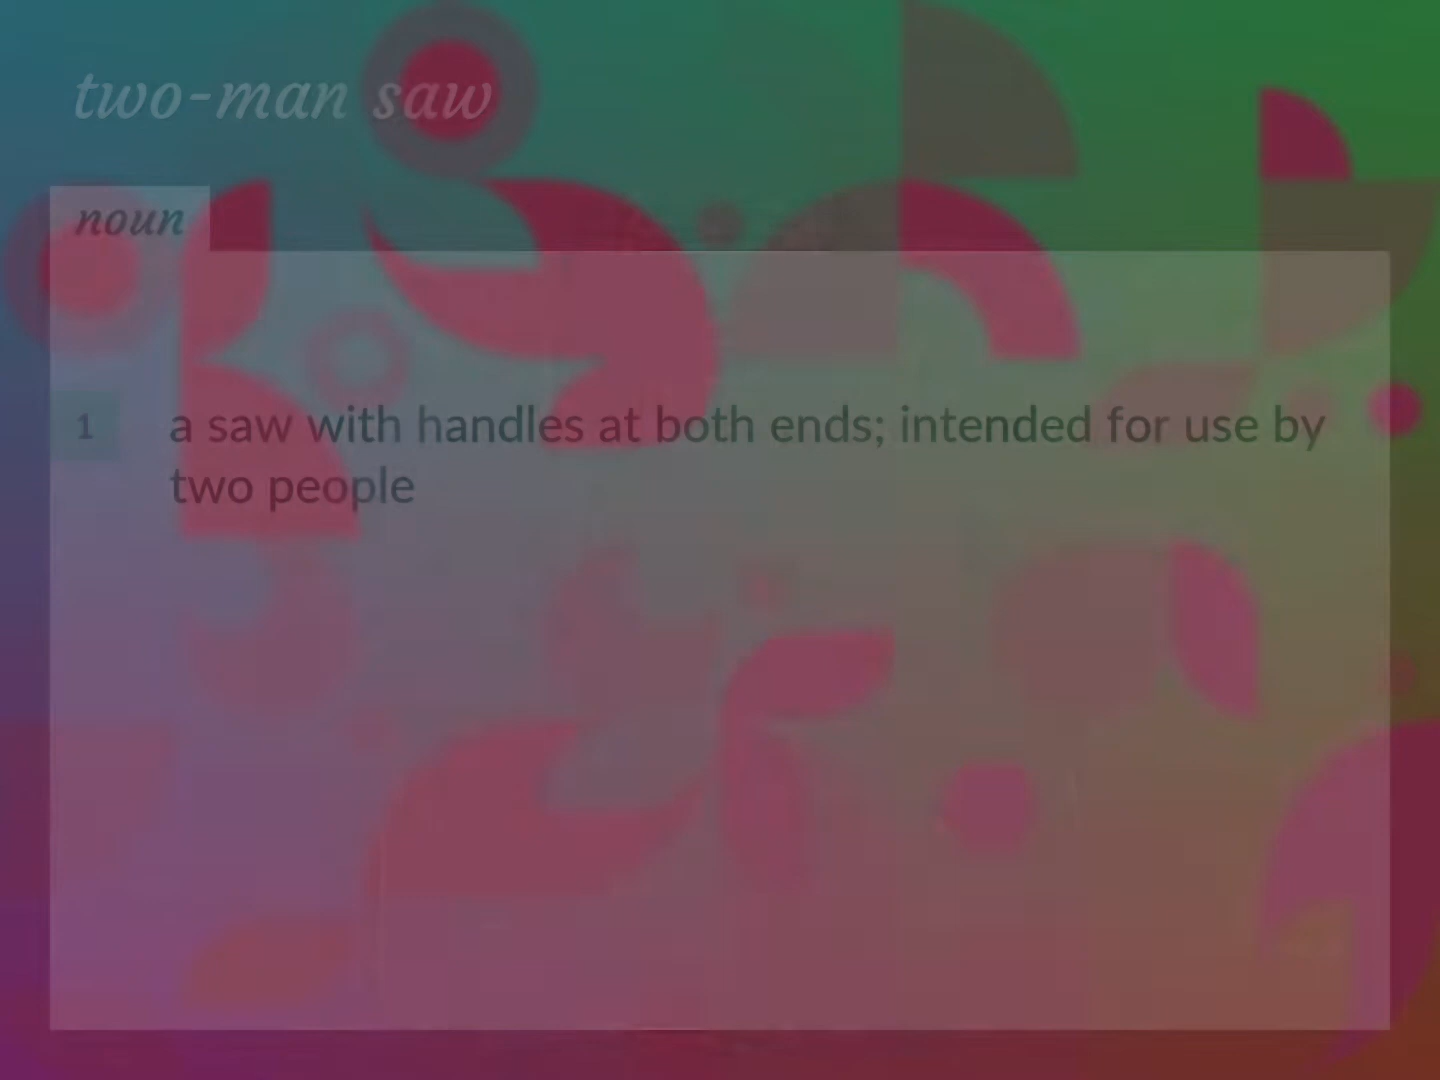 two-man saw
noun
1
a saw with handles at both ends; intended for use by
two people